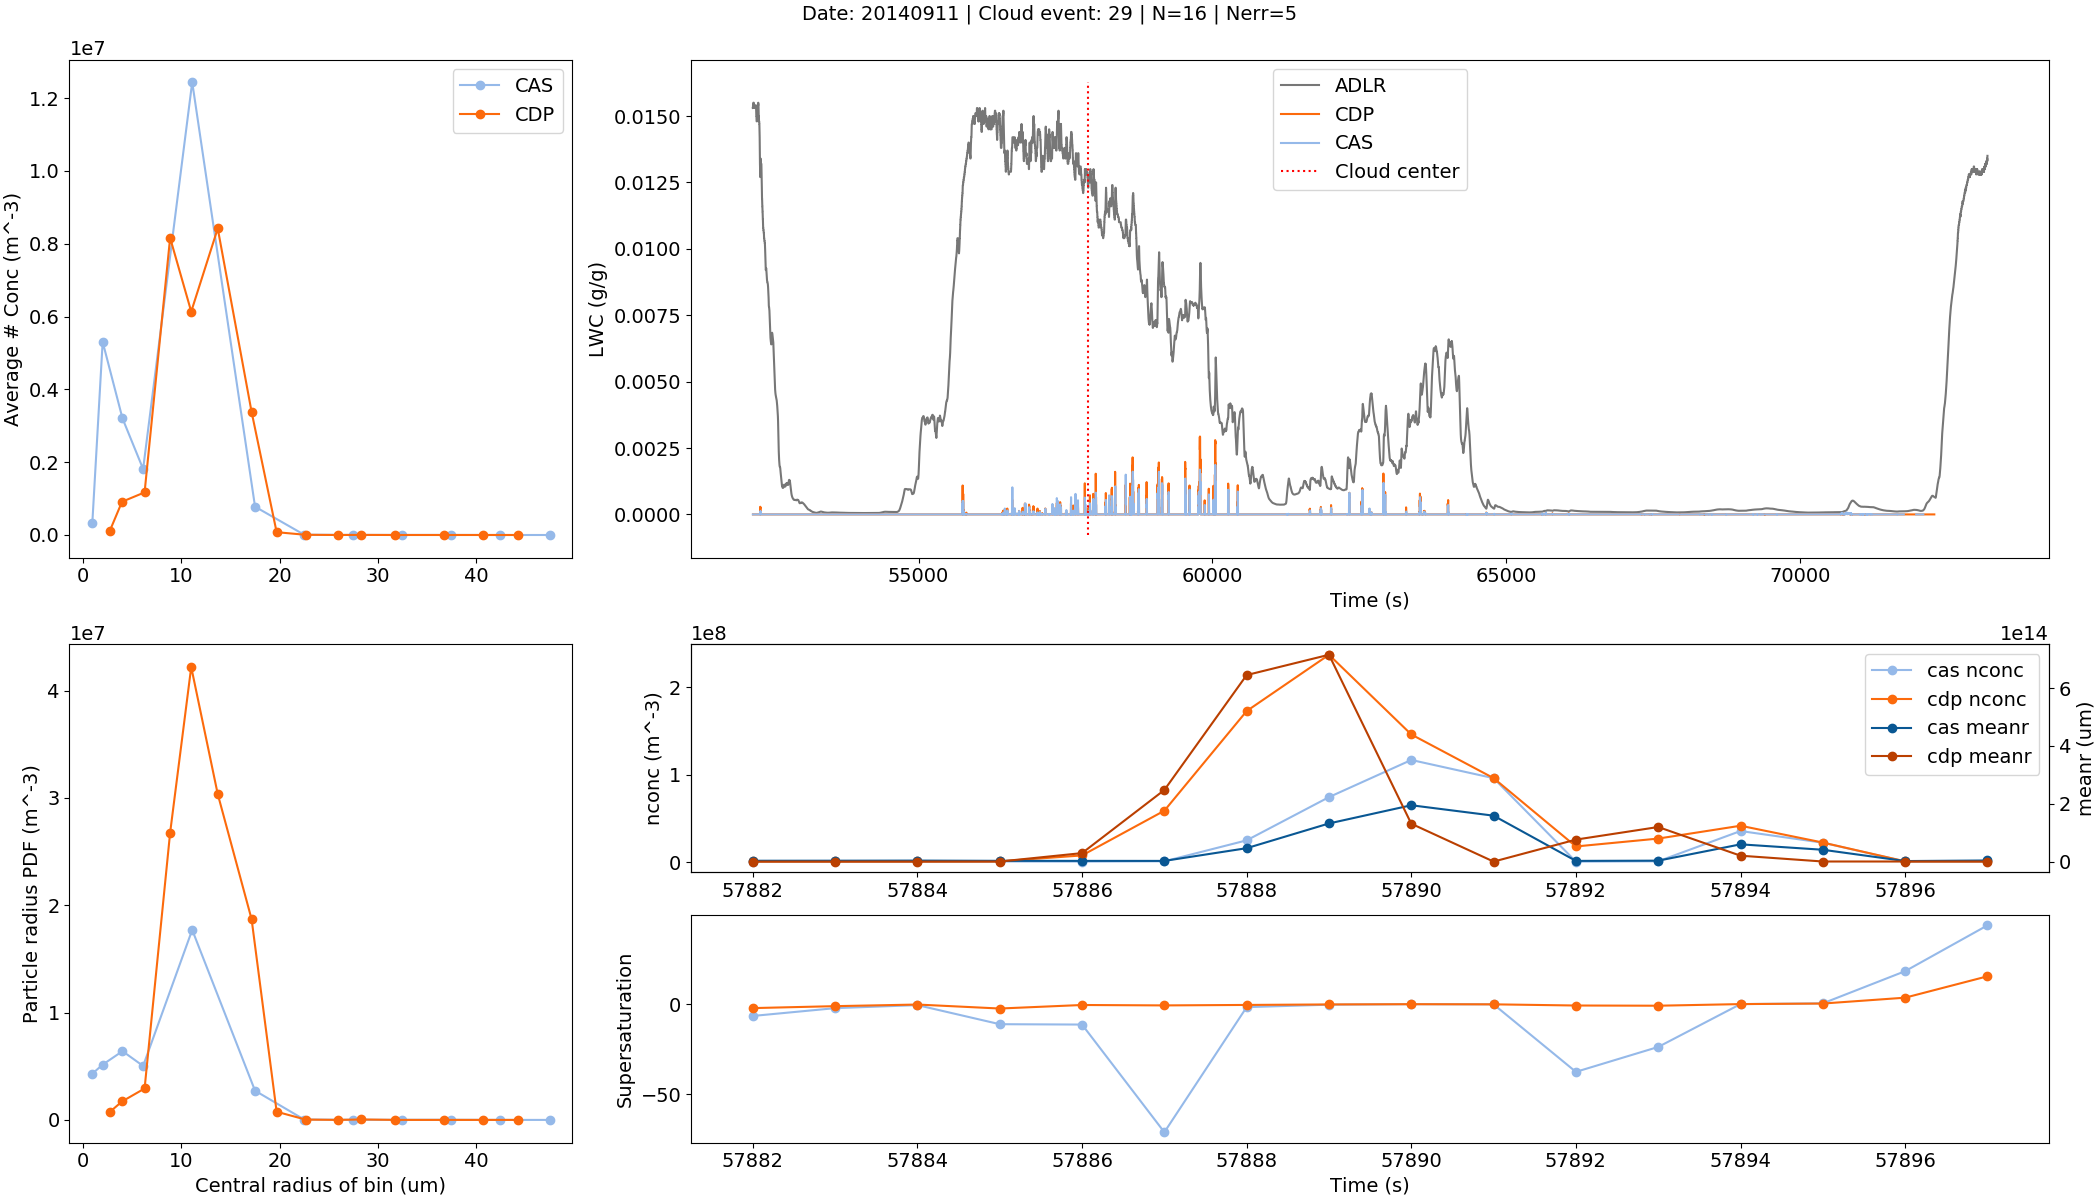 Date: 20140911 | Cloud event: 29 | N=16 | Nerr=5
1e7
Average # Conc (m^-3)
1.2
1.0
0.8
0.6
0.4
0.2
0.0
0 10 20 30 40
CAS
CDP
LWC (g/g)
0.0150
0.0125
0.0100
0.0075
0.0050
0.0025
0.0000
55000 60000 65000 70000
Time (s)
ADLR
CDP
CAS
Cloud center
1e7
Particle radius PDF (m^-3)
4
3
2
1
0
0 10 20 30 40
Central radius of bin (um)
1e8
1e14
nconc (m^-3)
2
1
0
meanr (um)
6
4
2
0
57882 57884 57886 57888 57890 57892 57894 57896
cas nconc
cdp nconc
cas meanr
cdp meanr
Supersaturation
0
−50
57882 57884 57886 57888 57890 57892 57894 57896
Time (s)